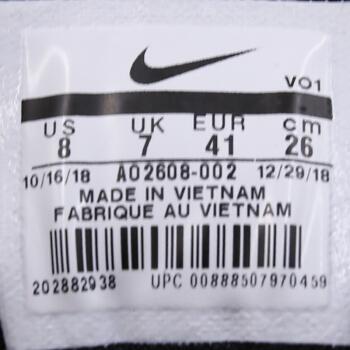 VO1
US UK EUR cm
8 7 41 26
10/16/18 AO2608-002 12/29/18
MADE IN VIETNAM
FABRIQUE AU VIETNAM
202882938 UPC 00888507970459